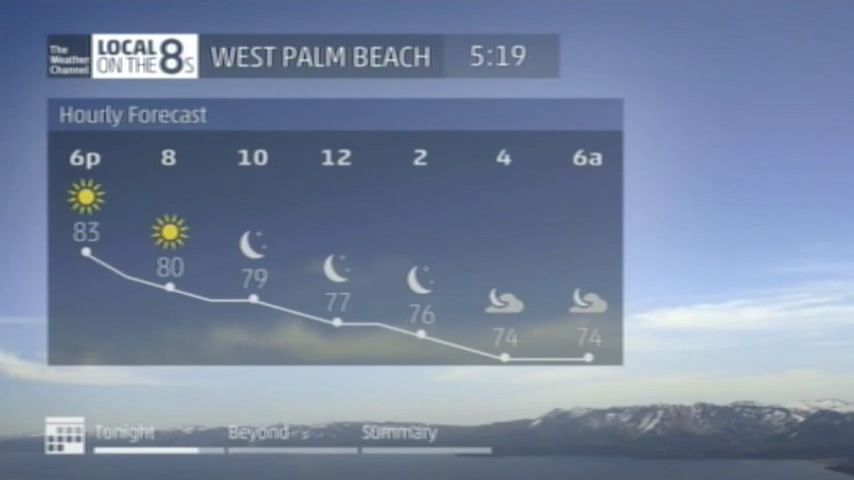 The
Weather
Channel
LOCAL
ON THE 8s
WEST PALM BEACH
5:19
Hourly Forecast
6p 8 10 12 2 4 6a
83 80 79 77 76 74 74
Tonight Beyond Summary